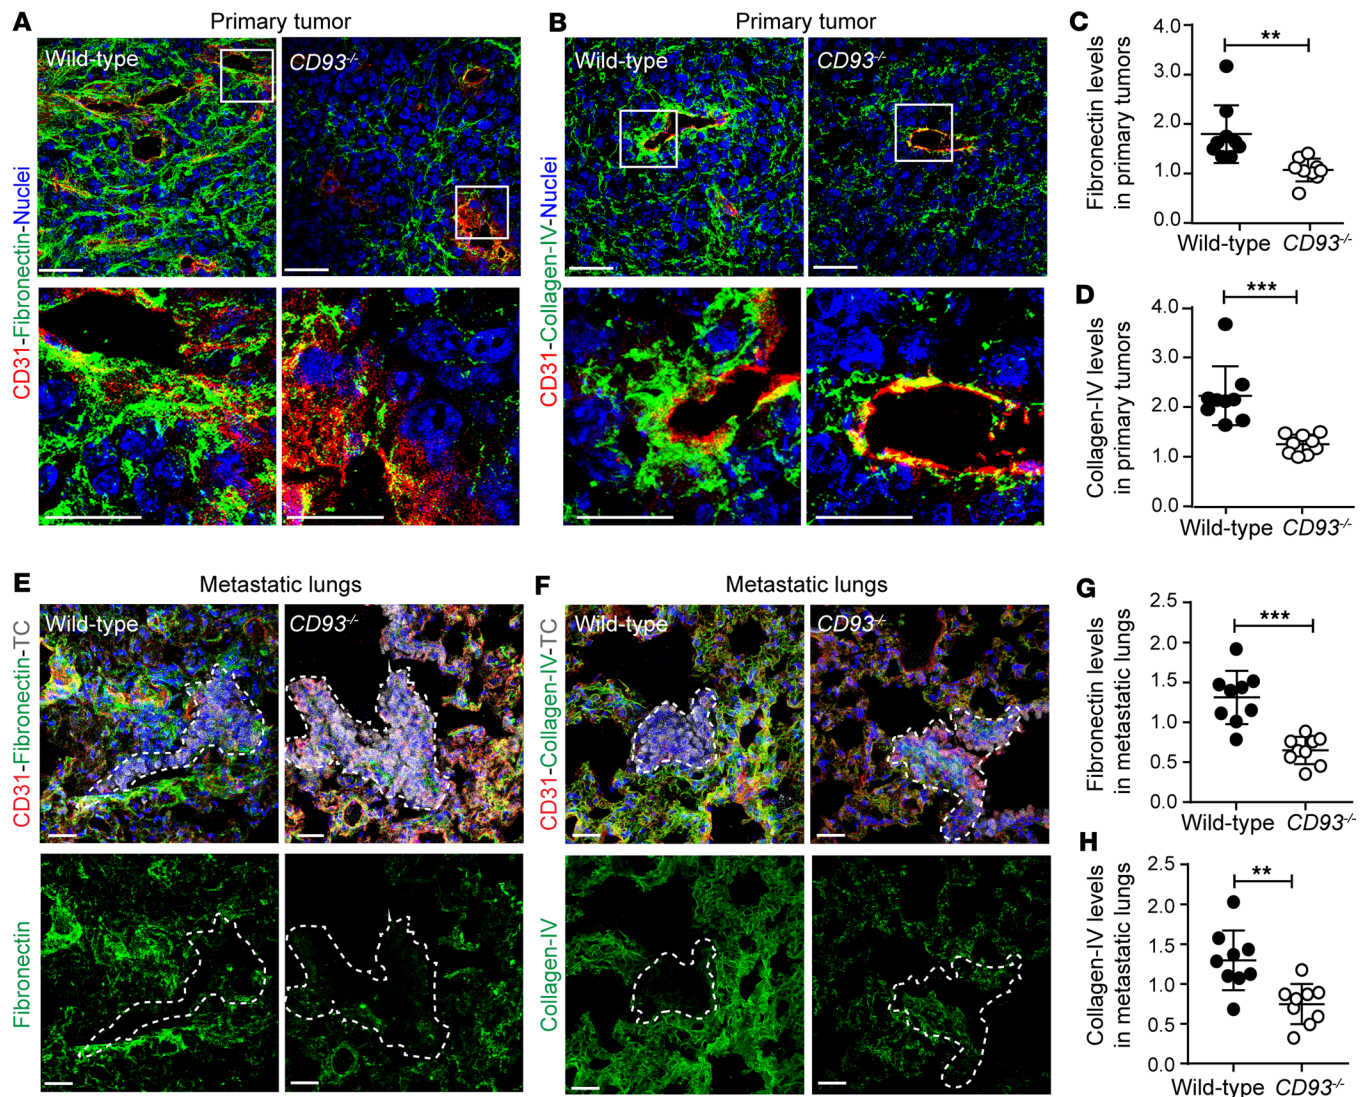 A
Primary tumor
Wild-type
CD93-/-
CD31-Fibronectin-Nuclei
B
Primary tumor
Wild-type
CD93-/-
CD31-Collagen-IV-Nuclei
C
Fibronectin levels
in primary tumors
4.0
3.0
2.0
1.0
0.0
**
Wild-type
CD93-/-
D
Collagen-IV levels
in primary tumors
4.0
3.0
2.0
1.0
0.0
***
Wild-type
CD93-/-
E
Metastatic lungs
Wild-type
CD93-/-
CD31-Fibronectin-TC
Fibronectin
F
Metastatic lungs
Wild-type
CD93-/-
CD31-Collagen-IV-TC
Collagen-IV
G
Fibronectin levels
in metastatic lungs
2.5
2.0
1.5
1.0
0.5
0.0
***
Wild-type
CD93-/-
H
Collagen-IV levels
in metastatic lungs
2.5
2.0
1.5
1.0
0.5
0.0
**
Wild-type
CD93-/-